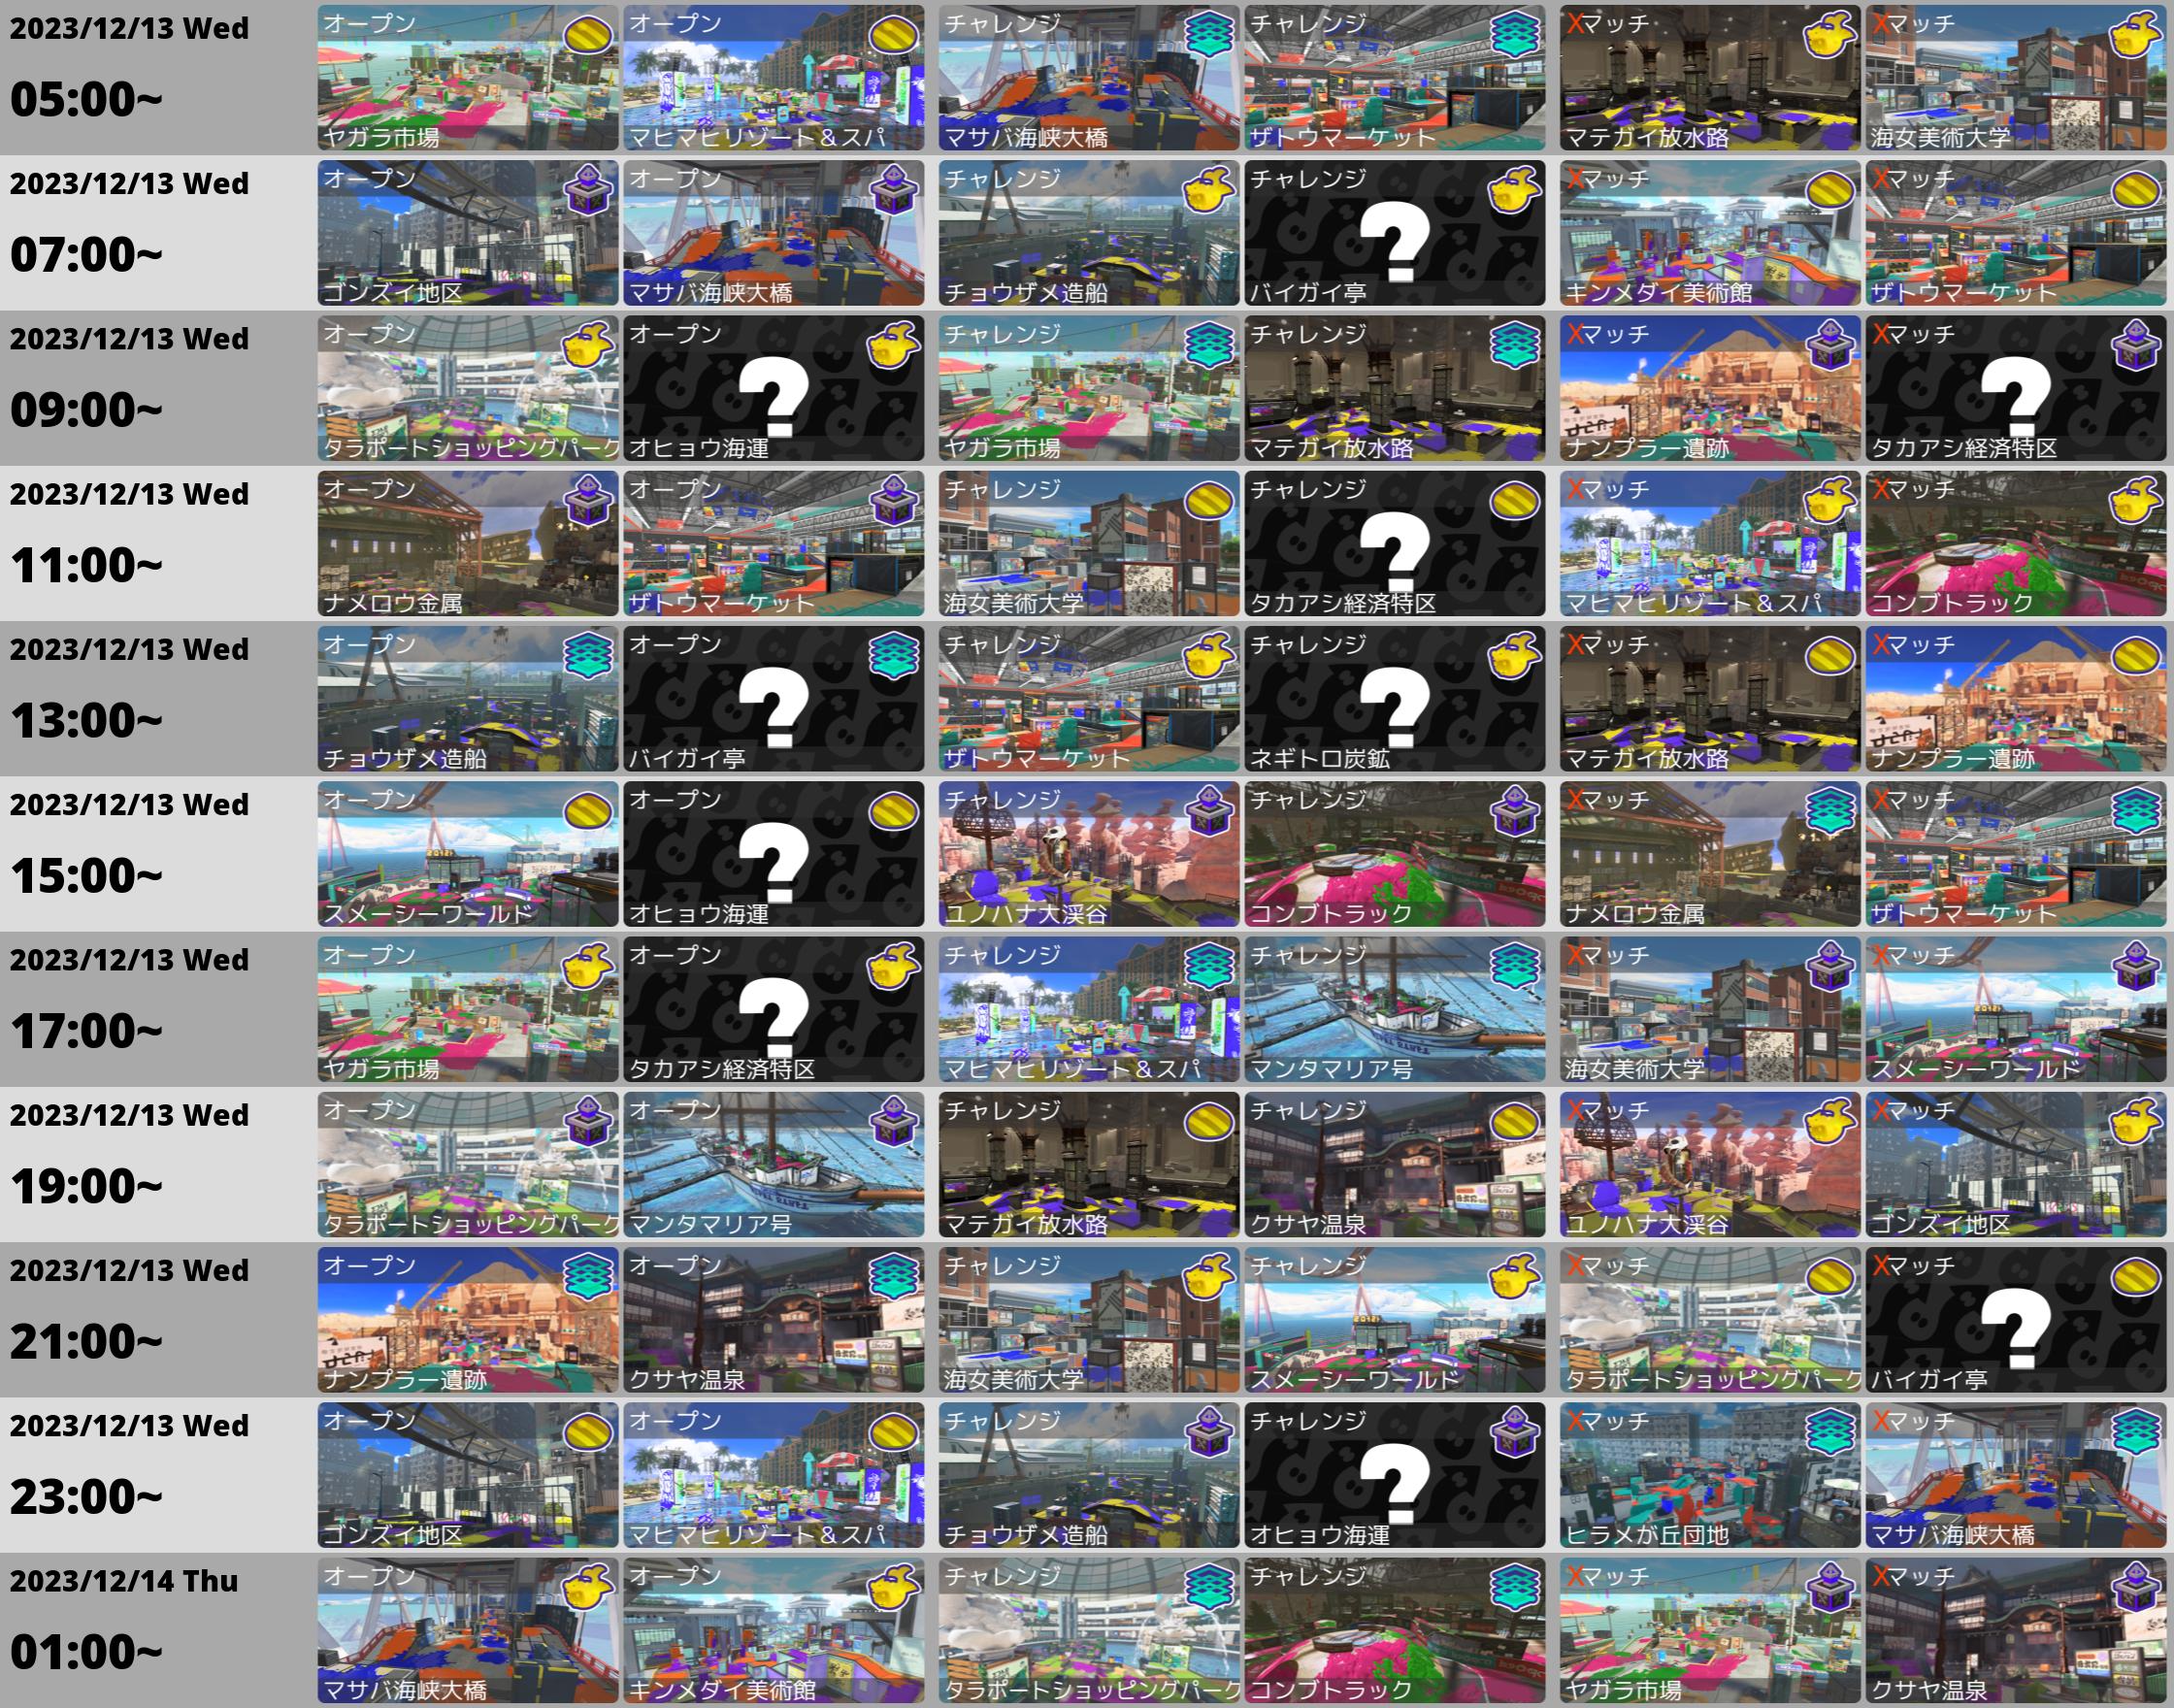 2023/12/13 Wed
05:00~
オープン
ヤガラ市場
オープン
マヒマヒリゾート＆スパ
チャレンジ
マサバ海峡大橋
チャレンジ
ザトウマーケット
Xマッチ
マテガイ放水路
Xマッチ
海女美術大学
2023/12/13 Wed
07:00~
オープン
ゴンズイ地区
オープン
マサバ海峡大橋
チャレンジ
チョウザメ造船
チャレンジ
?
バイガイ亭
Xマッチ
キンメダイ美術館
Xマッチ
ザトウマーケット
2023/12/13 Wed
09:00~
オープン
タラポートショッピングパーク
オープン
?
オヒョウ海運
チャレンジ
ヤガラ市場
チャレンジ
マテガイ放水路
Xマッチ
ナンプラー遺跡
Xマッチ
?
タカアシ経済特区
2023/12/13 Wed
11:00~
オープン
ナメロウ金属
オープン
ザトウマーケット
チャレンジ
海女美術大学
チャレンジ
?
タカアシ経済特区
Xマッチ
マヒマヒリゾート＆スパ
Xマッチ
コンブトラック
2023/12/13 Wed
13:00~
オープン
チョウザメ造船
オープン
?
バイガイ亭
チャレンジ
ザトウマーケット
チャレンジ
?
ネギトロ炭鉱
Xマッチ
マテガイ放水路
Xマッチ
ナンプラー遺跡
2023/12/13 Wed
15:00~
オープン
スメーシーワールド
オープン
?
オヒョウ海運
チャレンジ
ユノハナ大渓谷
チャレンジ
コンブトラック
Xマッチ
ナメロウ金属
Xマッチ
ザトウマーケット
2023/12/13 Wed
17:00~
オープン
ヤガラ市場
オープン
?
タカアシ経済特区
チャレンジ
マヒマヒリゾート＆スパ
チャレンジ
マンタマリア号
Xマッチ
海女美術大学
Xマッチ
スメーシーワールド
2023/12/13 Wed
19:00~
オープン
タラポートショッピングパーク
オープン
マンタマリア号
チャレンジ
マテガイ放水路
チャレンジ
クサヤ温泉
Xマッチ
ユノハナ大渓谷
Xマッチ
ゴンズイ地区
2023/12/13 Wed
21:00~
オープン
ナンプラー遺跡
オープン
クサヤ温泉
チャレンジ
海女美術大学
チャレンジ
スメーシーワールド
Xマッチ
タラポートショッピングパーク
Xマッチ
?
バイガイ亭
2023/12/13 Wed
23:00~
オープン
ゴンズイ地区
オープン
マヒマヒリゾート＆スパ
チャレンジ
チョウザメ造船
チャレンジ
?
オヒョウ海運
Xマッチ
ヒラメが丘団地
Xマッチ
マサバ海峡大橋
2023/12/14 Thu
01:00~
オープン
マサバ海峡大橋
オープン
キンメダイ美術館
チャレンジ
タラポートショッピングパーク
チャレンジ
コンブトラック
Xマッチ
ヤガラ市場
Xマッチ
クサヤ温泉